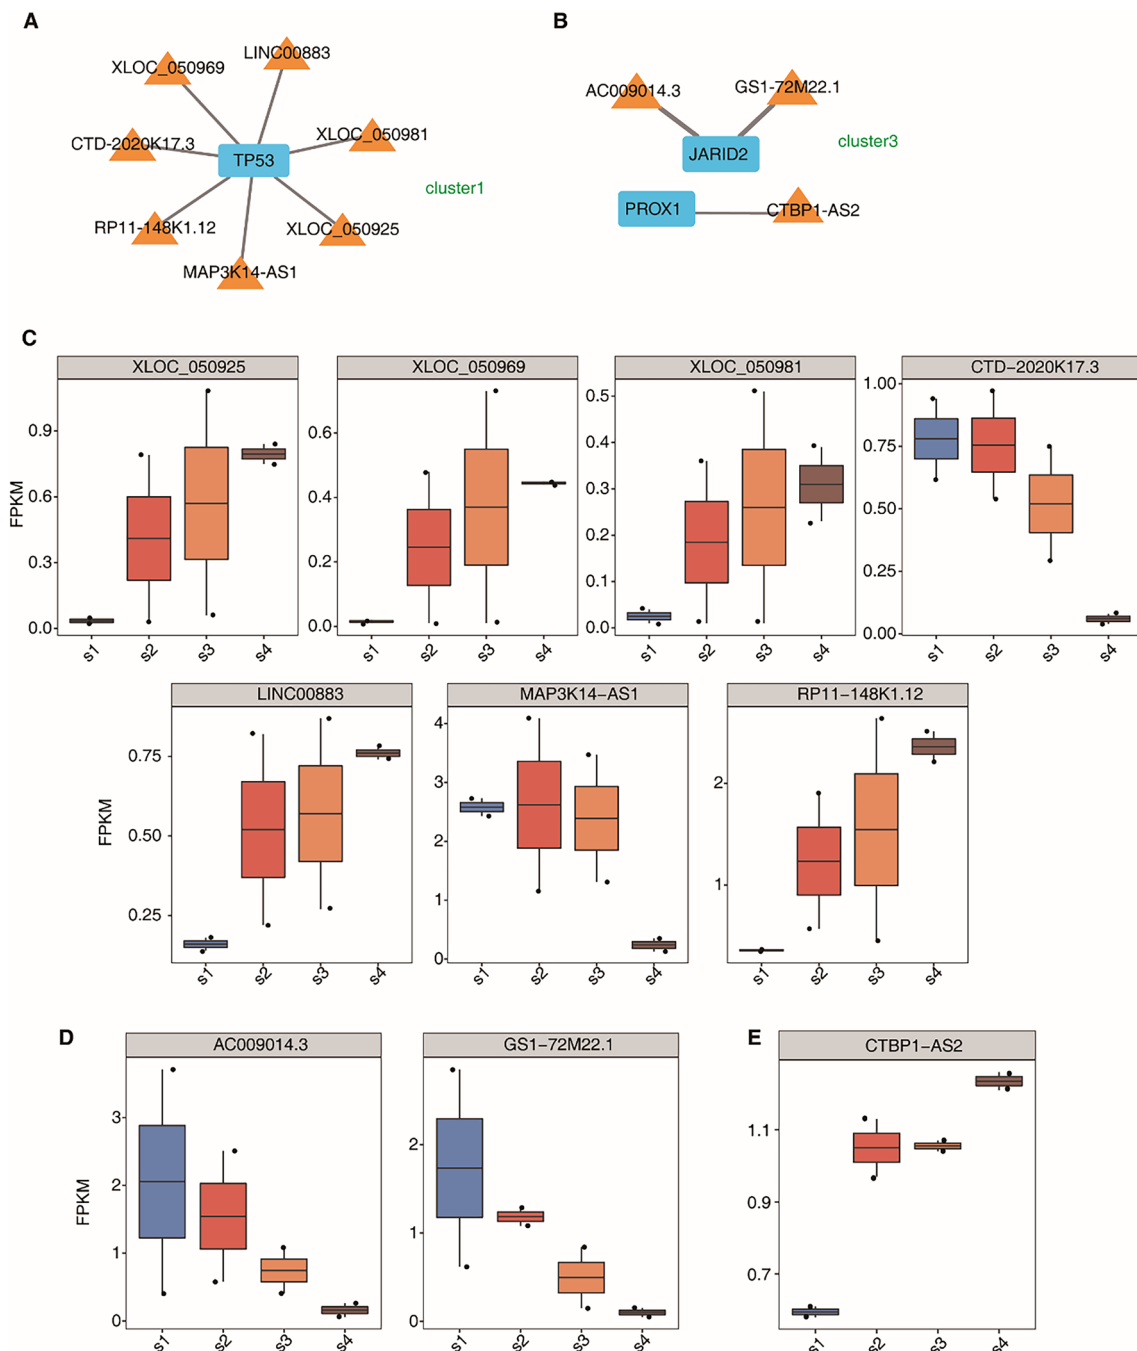 A
B
LINC00883
XLOC_050969
AC009014.3
GS1-72M22.1
XLOC_050981
CTD-2020K17.3
cluster3
TP53
JARID2
cluster1
PROX1
CTBP1-AS2
RP11-148K1.12
XLOC_050925
MAP3K14-AS1
C
XLOC_050925 XLOC_050969 XLOC_050981 CTD-2020K17.3
FPKM
0.9
0.6
0.3
0.0
0.6
0.4
0.2
0.0
0.5
0.4
0.3
0.2
0.1
0.0
1.00
0.75
0.50
0.25
0.00
s1 s2 s3 s4 s1 s2 s3 s4 s1 s2 s3 s4 s1 s2 s3 s4
LINC00883 MAP3K14-AS1 RP11-148K1.12
FPKM
0.75
0.50
0.25
4
3
2
1
0
2
1
s1 s2 s3 s4 s1 s2 s3 s4 s1 s2 s3 s4
D
AC009014.3 GS1-72M22.1
FPKM
3
2
1
0
2
1
0
s1 s2 s3 s4 s1 s2 s3 s4
E
CTBP1-AS2
1.1
0.9
0.7
s1 s2 s3 s4